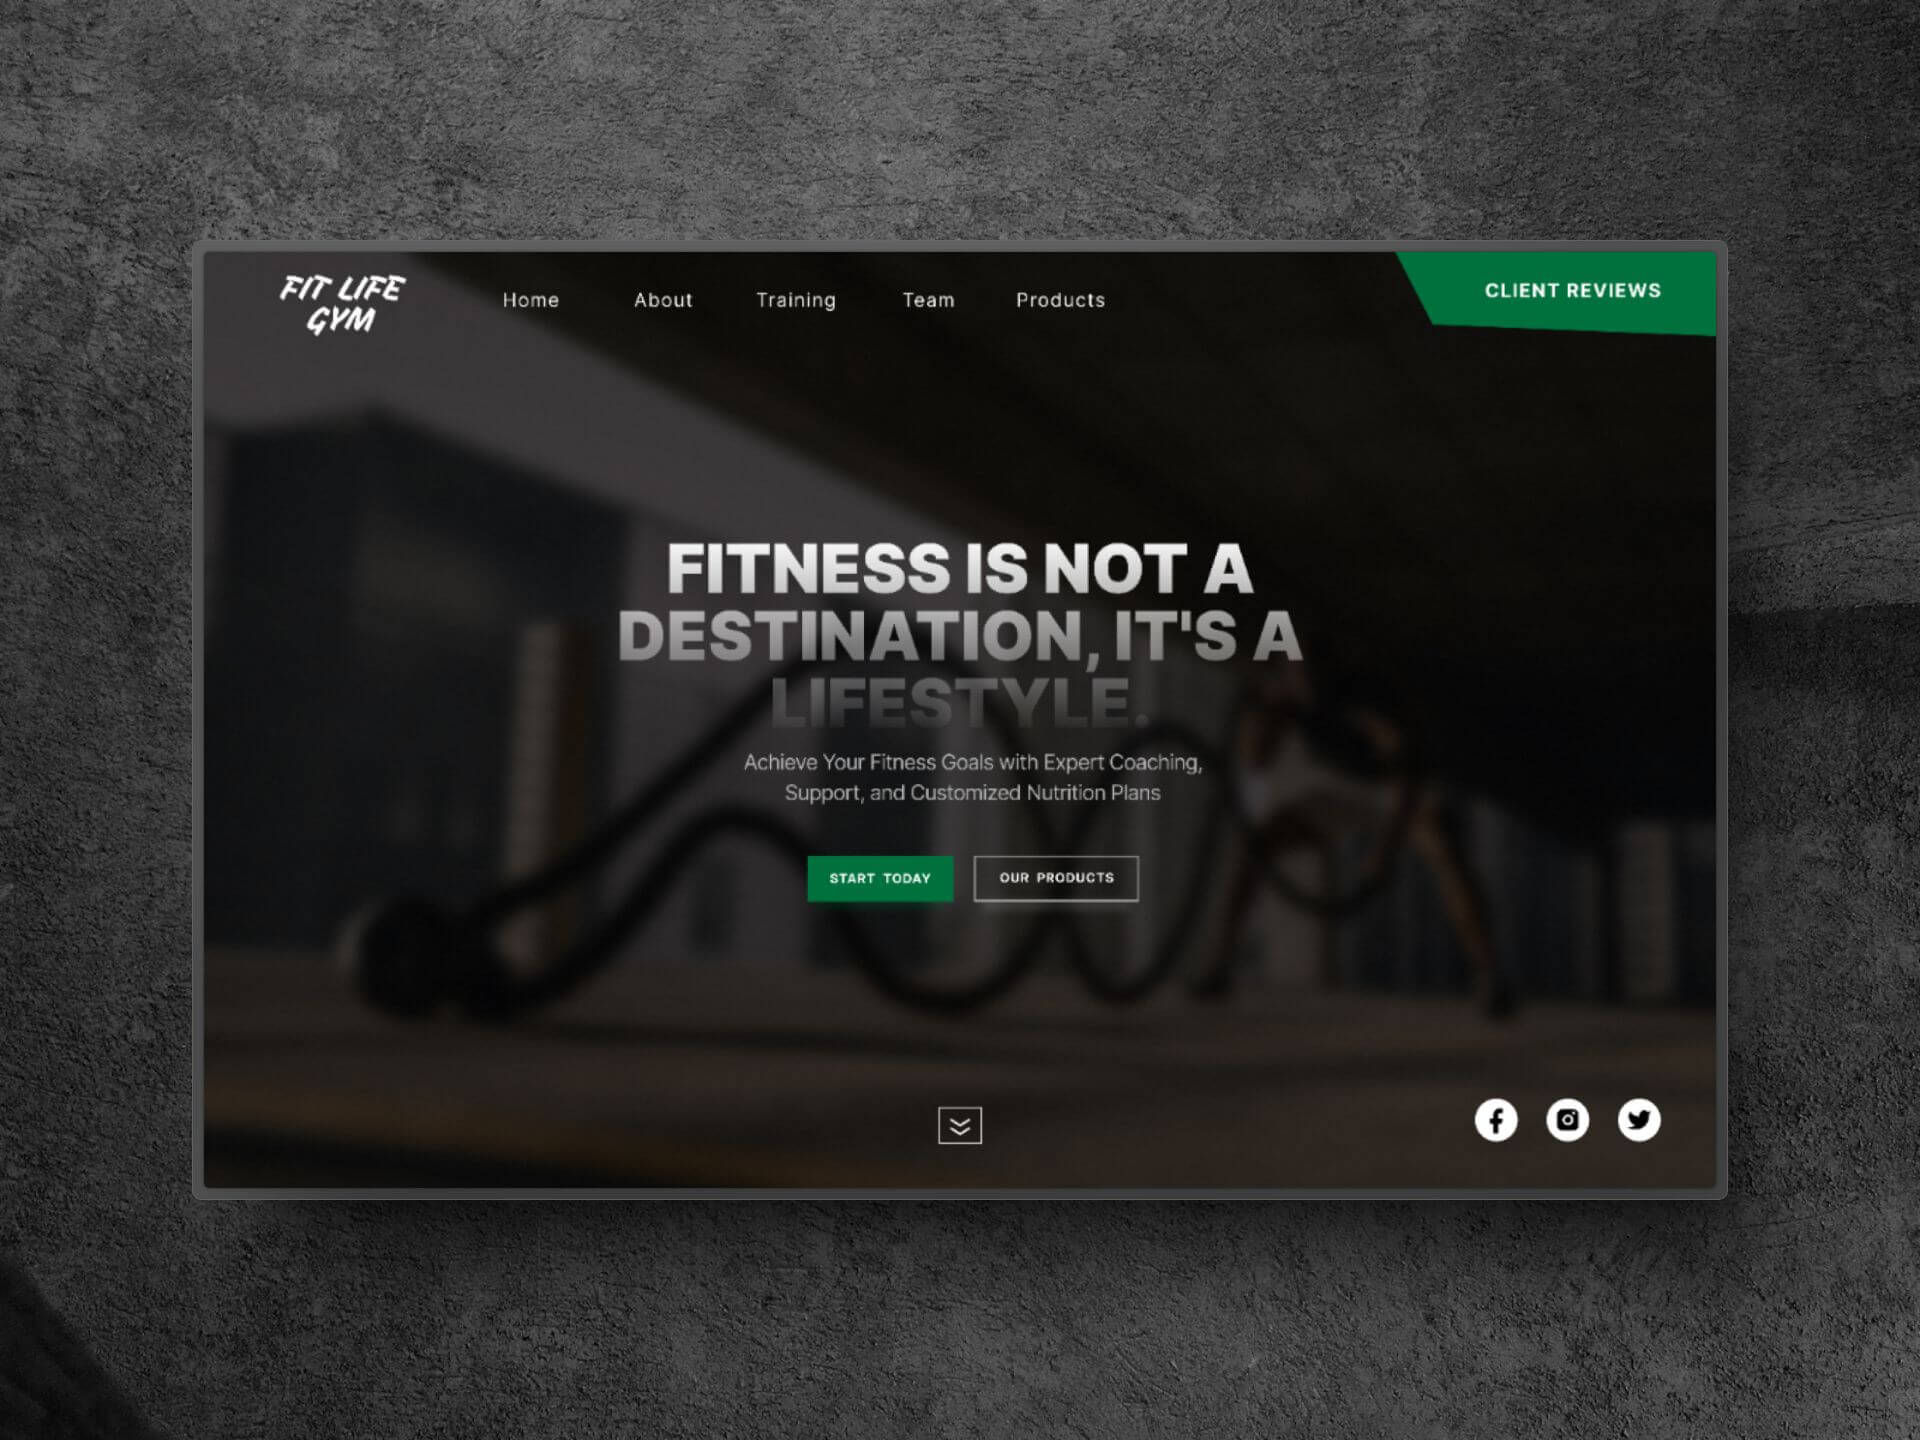 FIT LIFE
GYM
Home
About
Training
Team
Products
CLIENT REVIEWS
FITNESS IS NOT A
DESTINATION, IT'S A
LIFESTYLE.
Achieve Your Fitness Goals with Expert Coaching,
Support, and Customized Nutrition Plans
START TODAY
OUR PRODUCTS